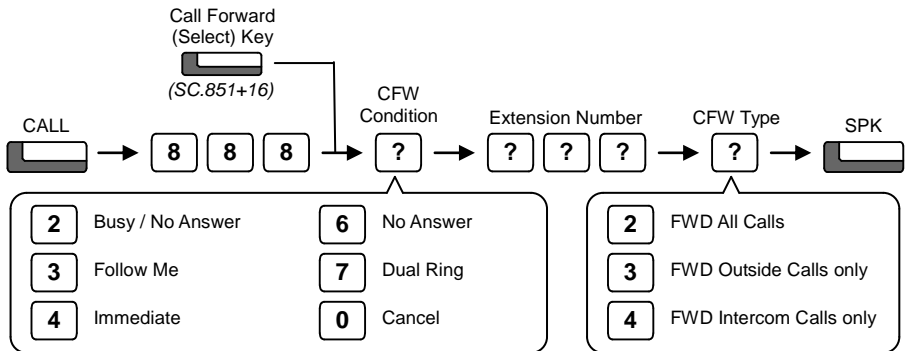 Call Forward
(Select) Key
(SC.851+16)
CFW
Condition
Extension Number
CFW Type
CALL
SPK
8 8 8 ? ? ? ? ?
2 Busy / No Answer 6 No Answer
3 Follow Me 7 Dual Ring
4 Immediate 0 Cancel
2 FWD All Calls
3 FWD Outside Calls only
4 FWD Intercom Calls only